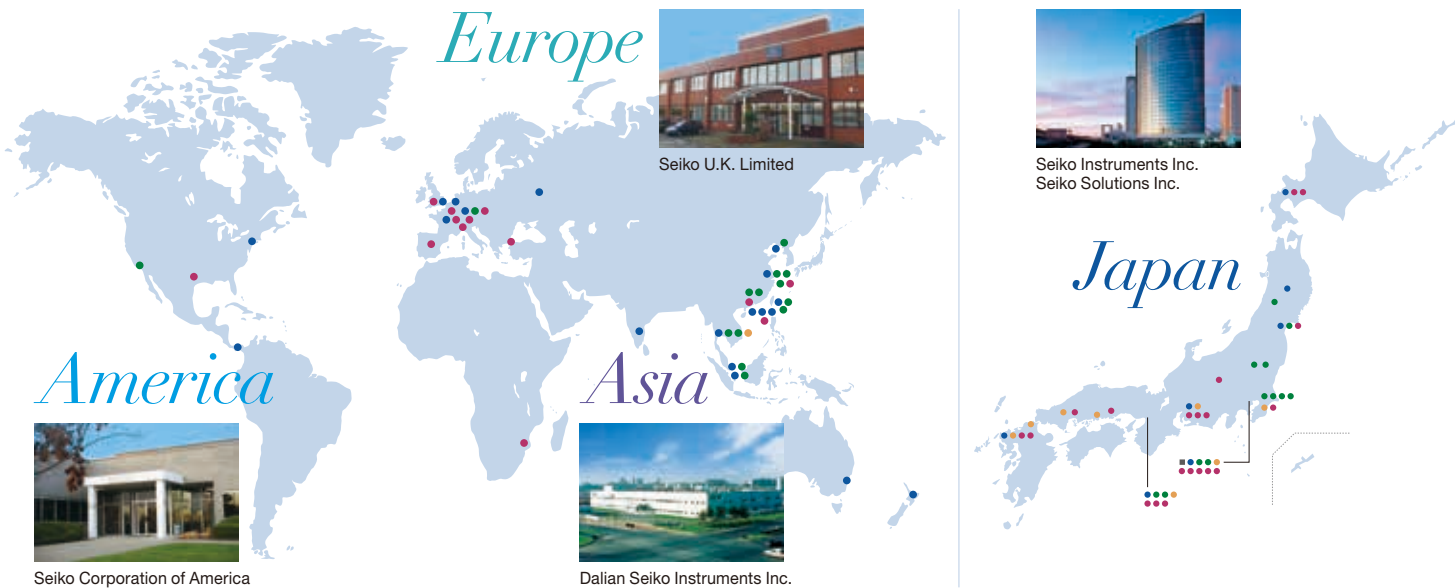 Europe
Seiko U.K. Limited
America
Seiko Corporation of America
Asia
Dalian Seiko Instruments Inc.
Seiko Instruments Inc.
Seiko Solutions Inc.
Japan